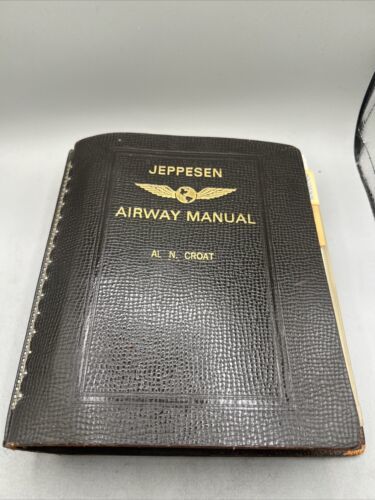 JEPPESEN
AIRWAY MANUAL
AL N. CROAT